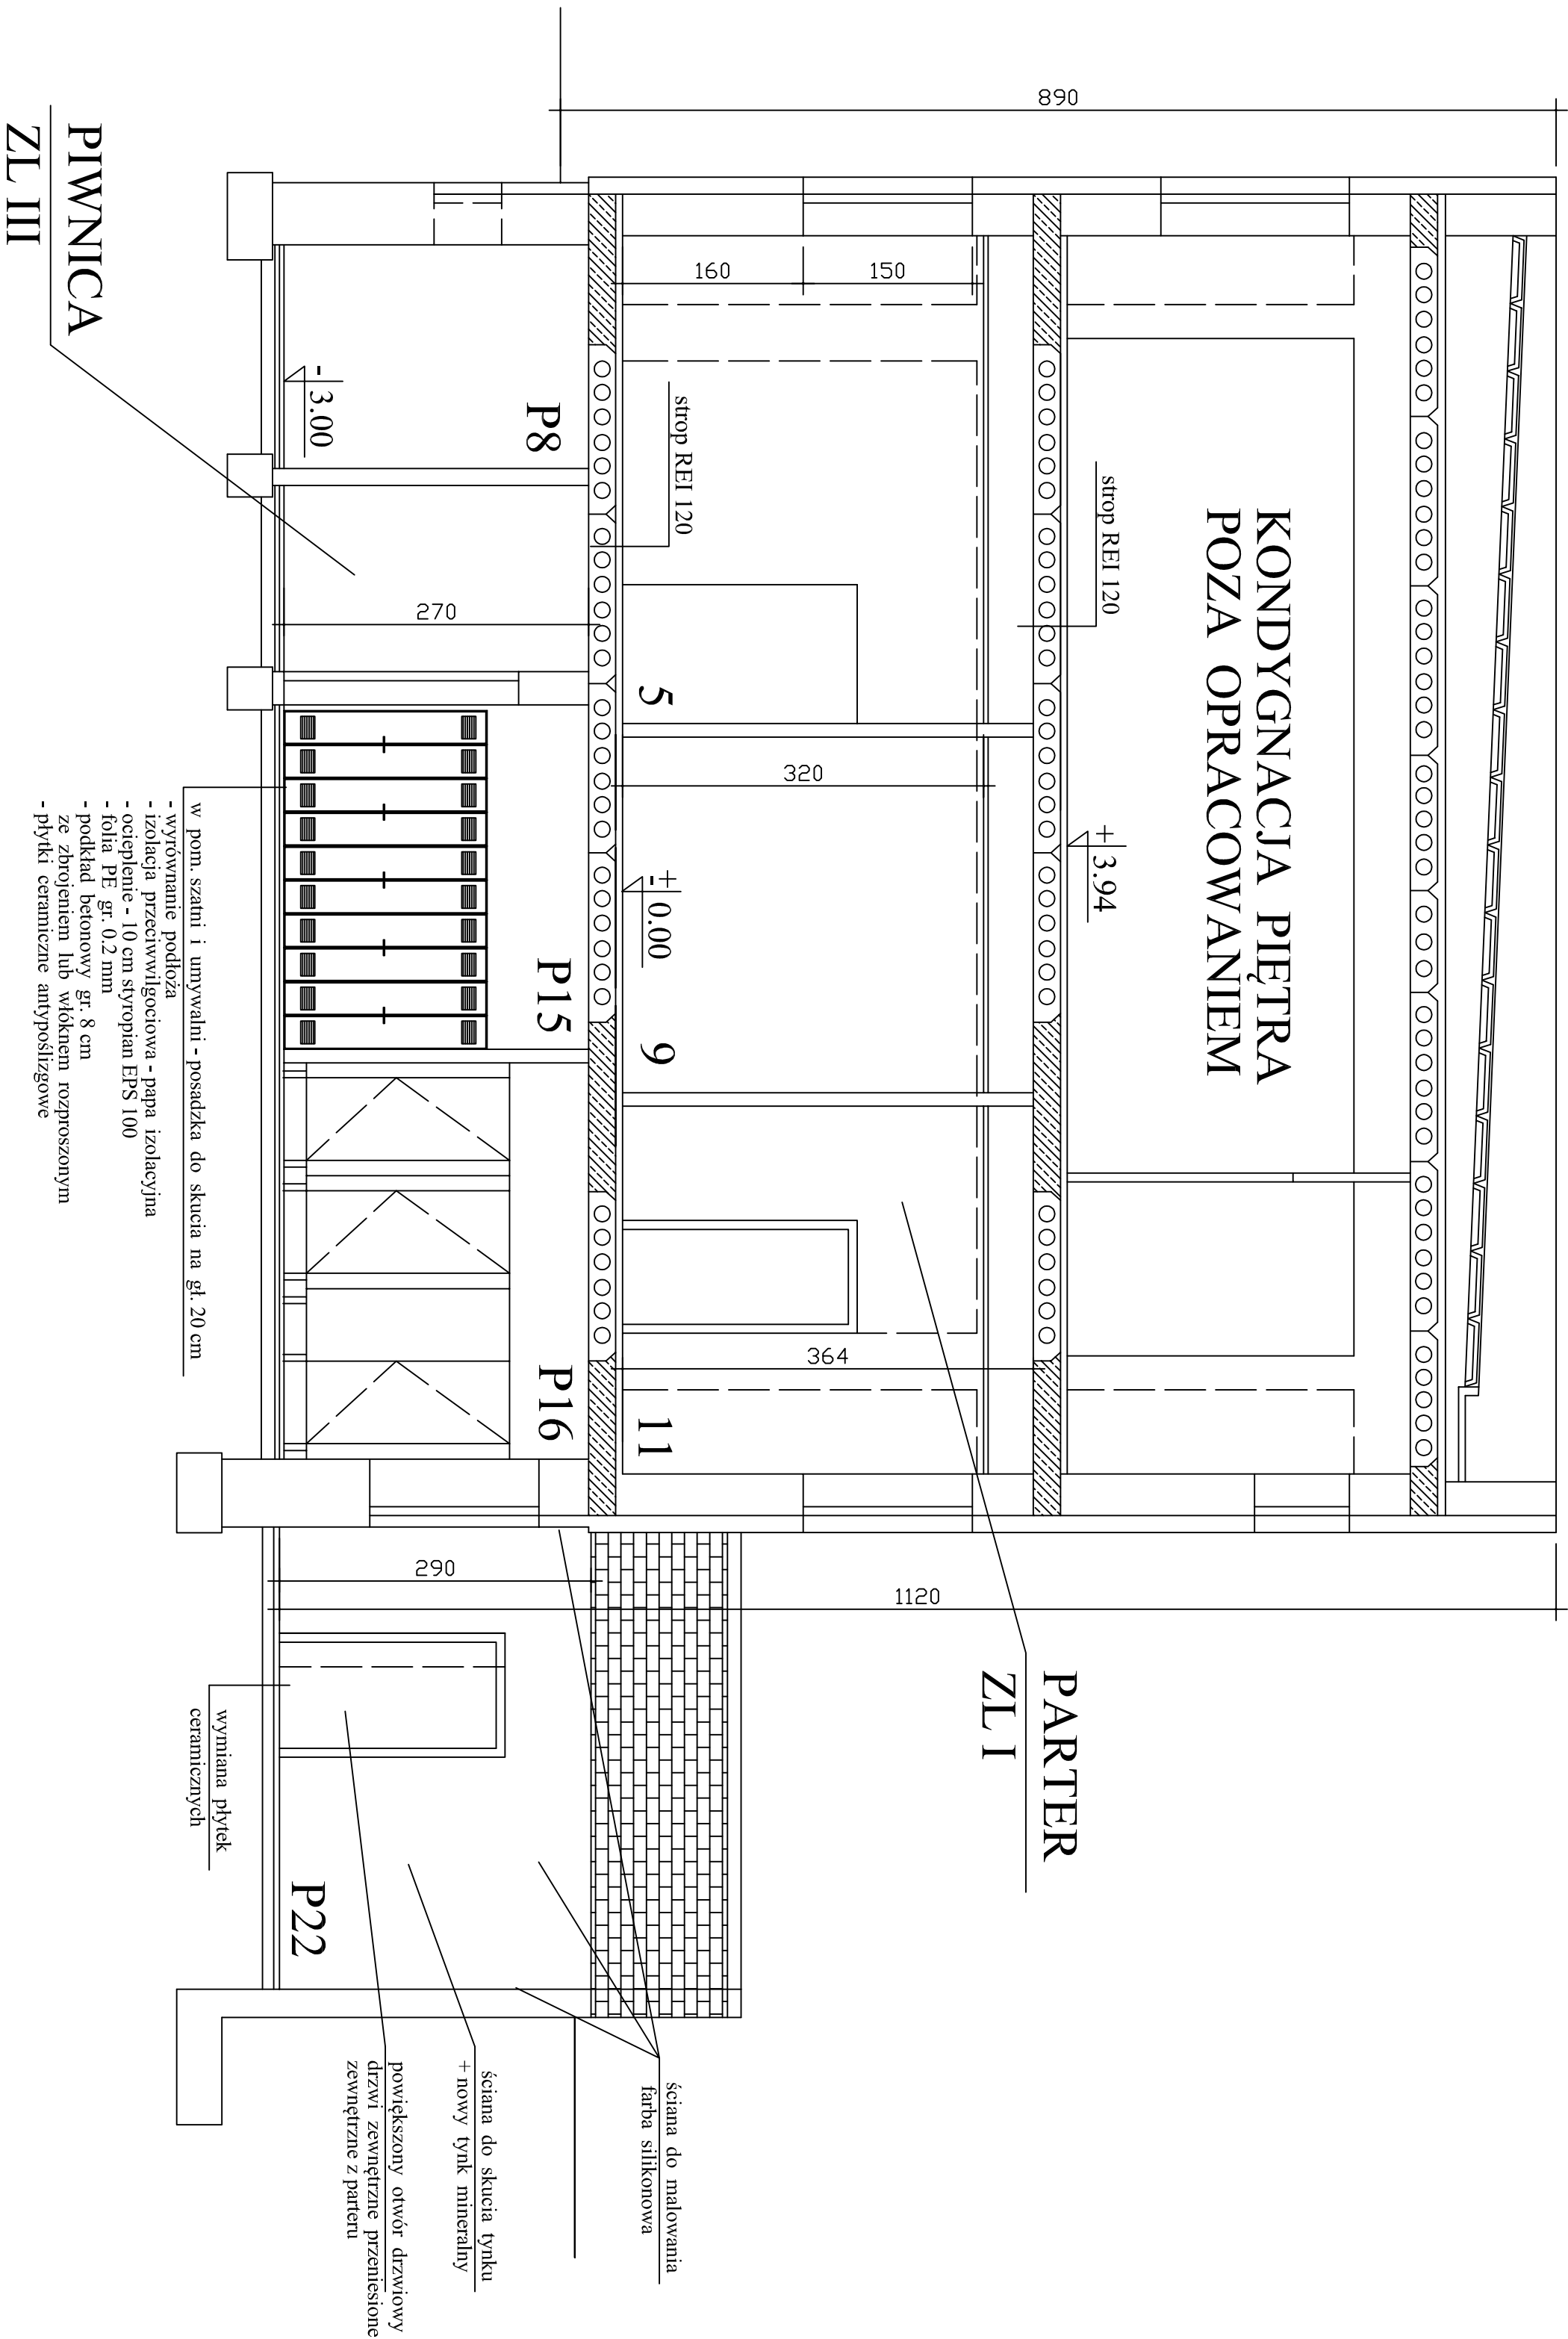 890
KONDYGNACJA PIĘTRA
POZA OPRACOWANIEM
strop REI 120
+ 3.94
160
150
strop REI 120
320
5
+
- 0.00
9
364
11
PARTER
ZL I
1120
P8
- 3.00
270
P15
P16
290
P22
PIWNICA
ZL III
w pom. szatni i umywalni - posadzka do skucia na gł. 20 cm
- wyrównanie podłoża
- izolacja przeciwwilgociowa - papa izolacyjna
- ocieplenie - 10 cm styropian EPS 100
- folia PE gr. 0.2 mm
- podkład betonowy gr. 8 cm
ze zbrojeniem lub włóknem rozproszonym
- płytki ceramiczne antypoślizgowe
wymiana płytek
ceramicznych
ściana do malowania
farba silikonowa
ściana do skucia tynku
+ nowy tynk mineralny
powiększony otwór drzwiowy
drzwi zewnętrzne przeniesione
zewnętrzne z parteru